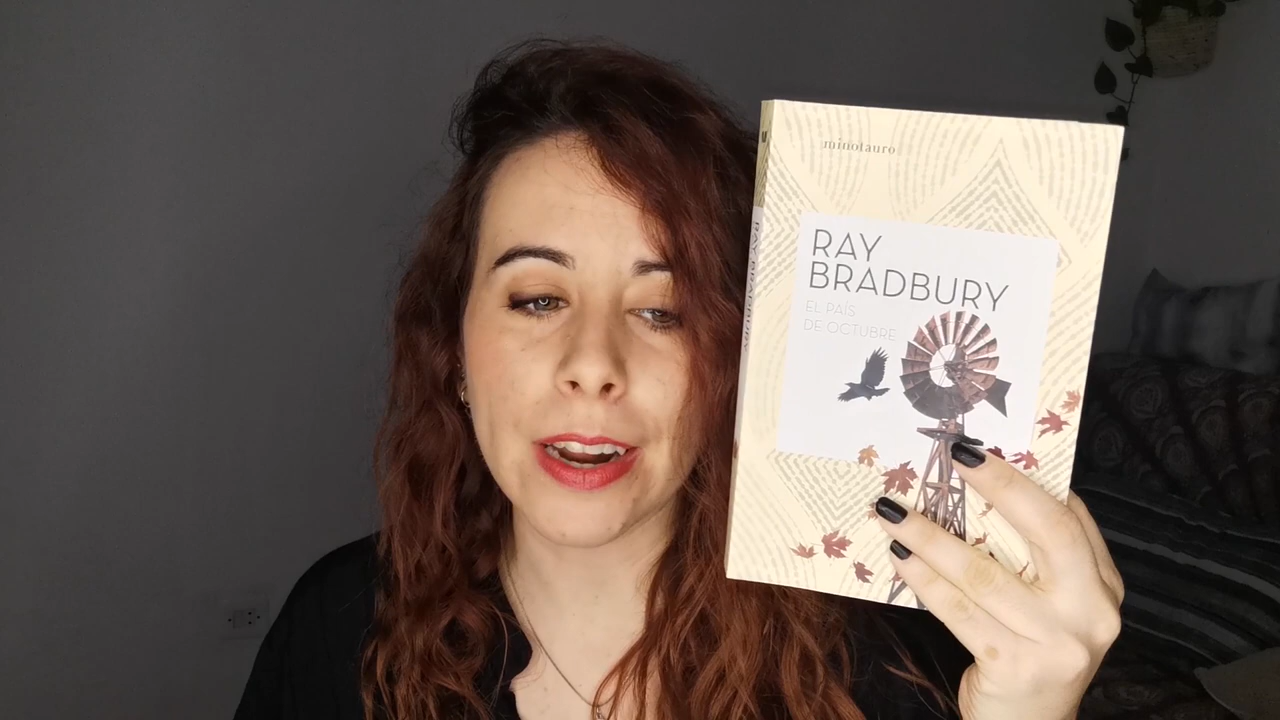 minotauro
RAY
BRADBURY
EL PAÍS
DE OCTUBRE
RAY BRADBURY